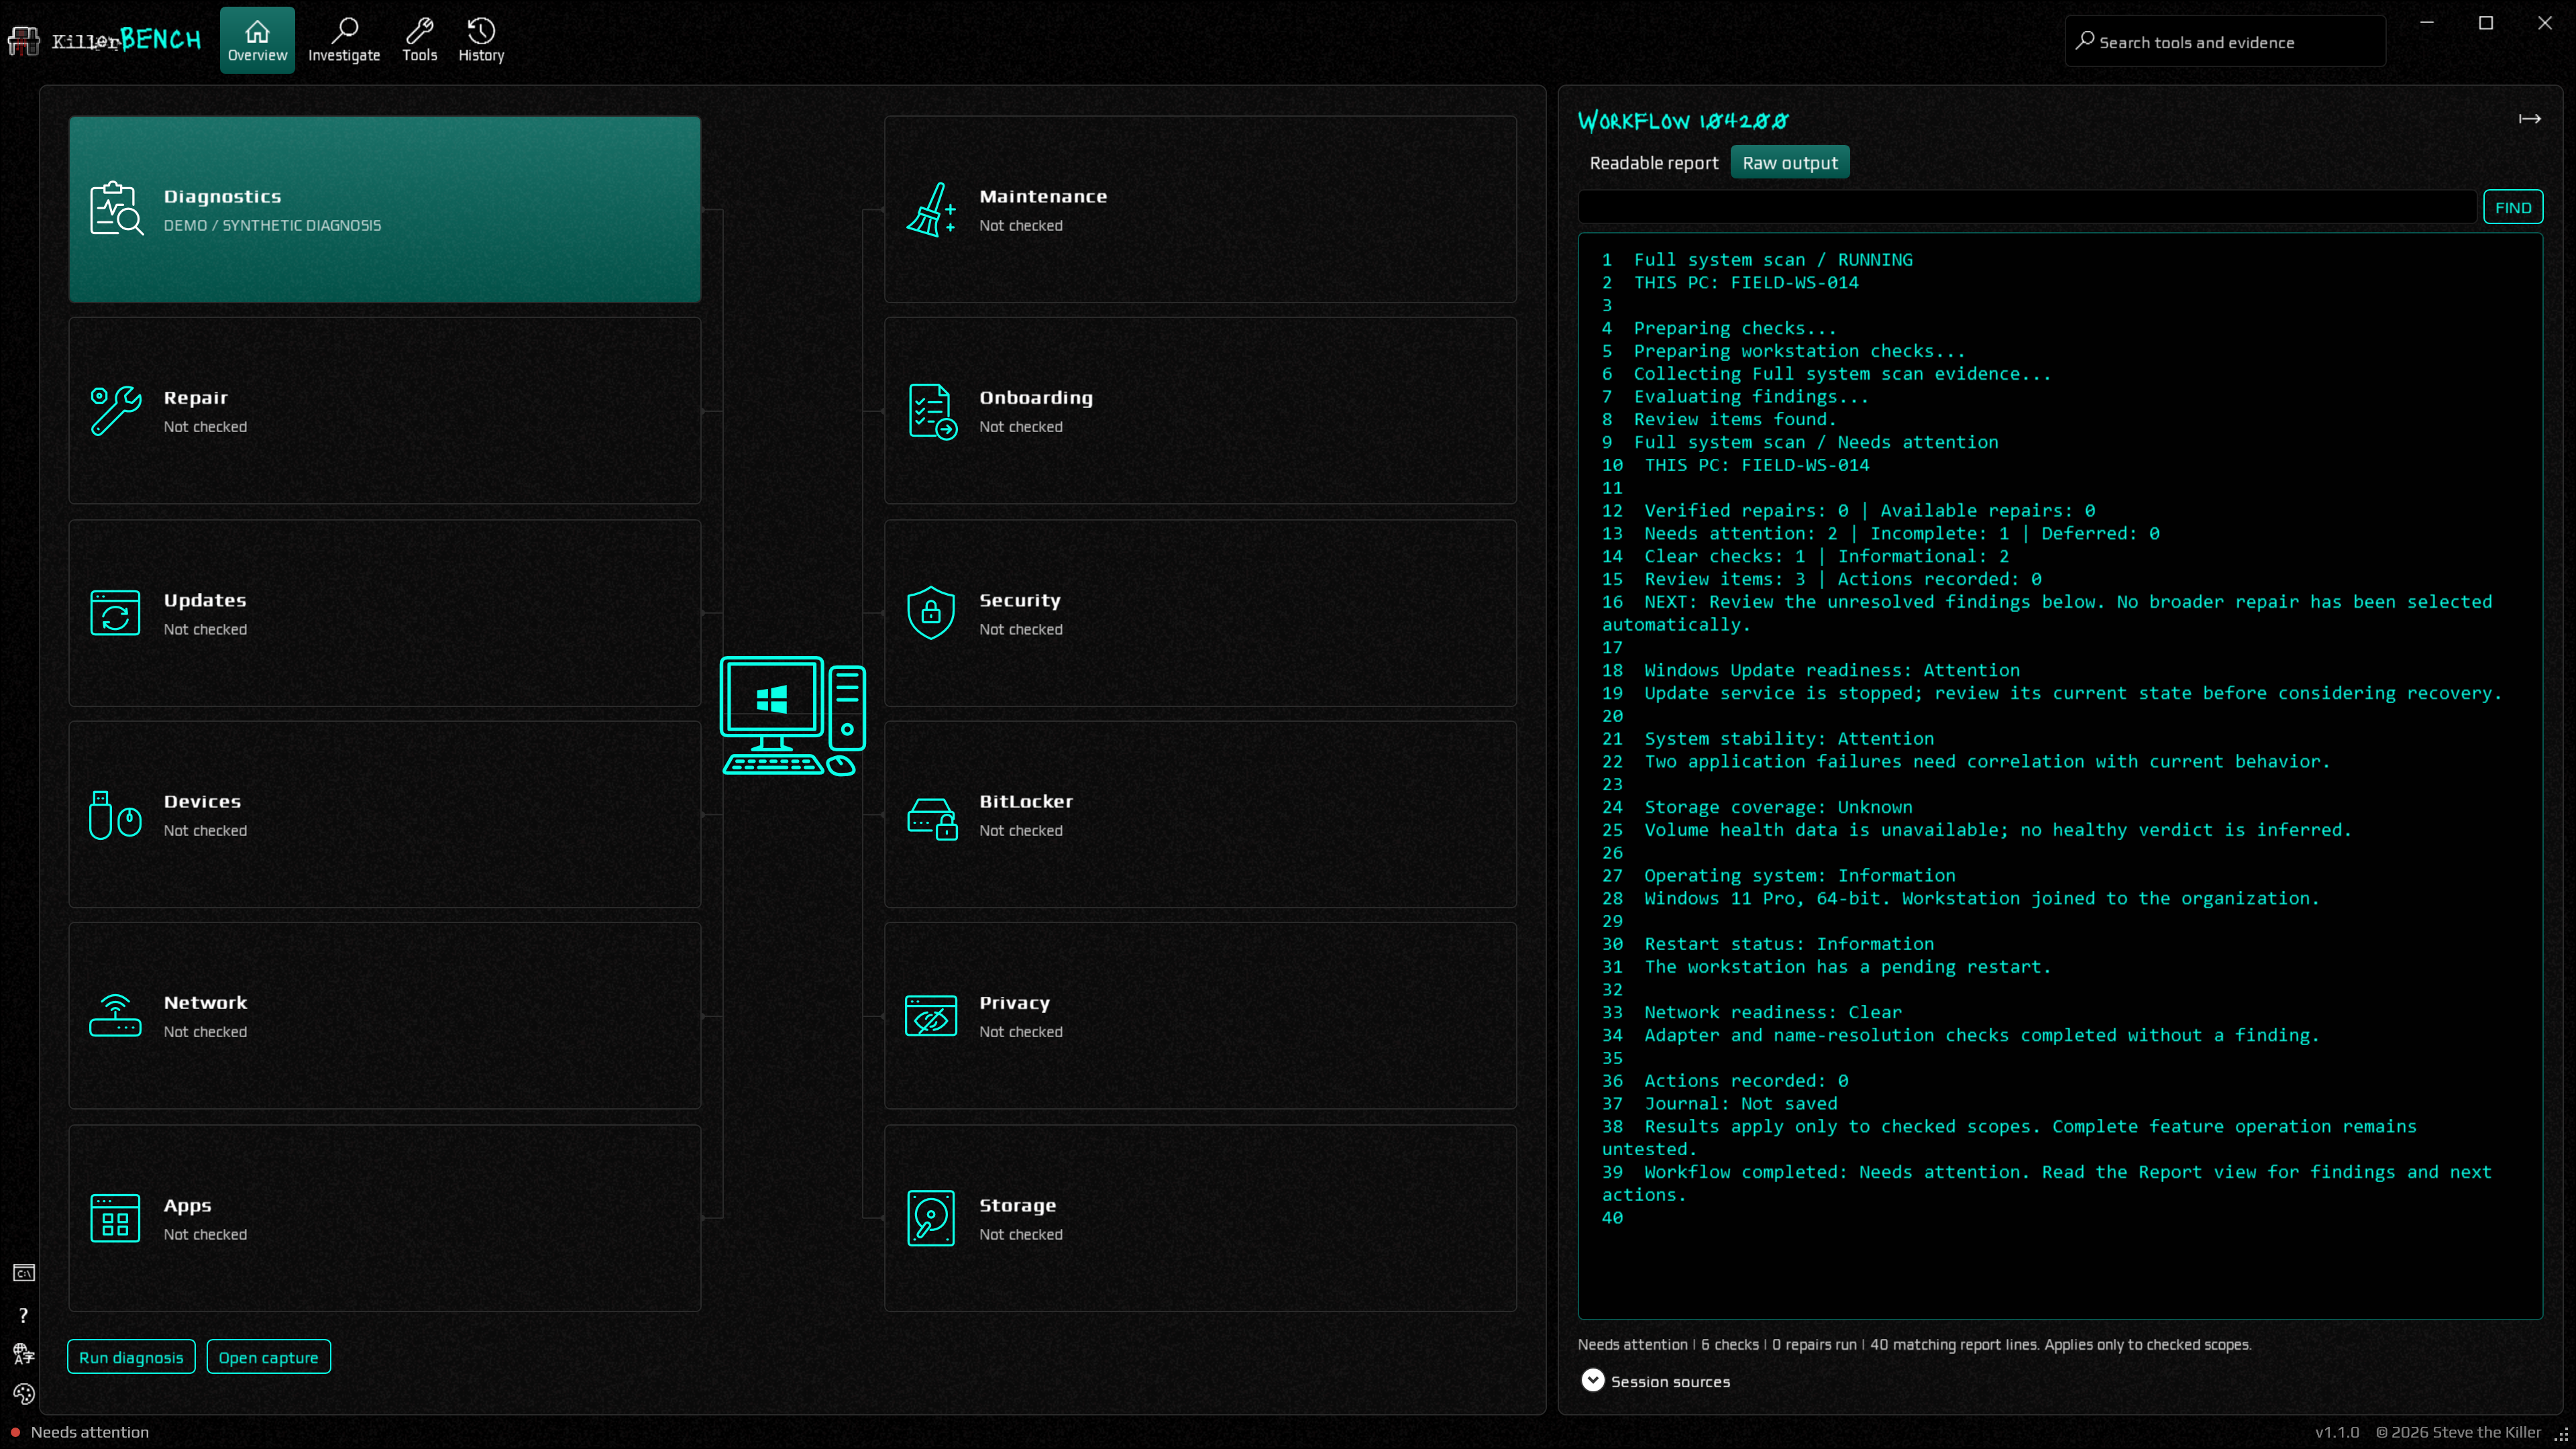 KillerBENCH
Overview
Investigate
Tools
History
Search tools and evidence
Diagnostics
DEMO / SYNTHETIC DIAGNOSIS
Maintenance
Not checked
Repair
Not checked
Onboarding
Not checked
Updates
Not checked
Security
Not checked
Devices
Not checked
BitLocker
Not checked
Network
Not checked
Privacy
Not checked
Apps
Not checked
Storage
Not checked
Run diagnosis
Open capture
WORKFLOW 104200
Readable report
Raw output
FIND
1 Full system scan / RUNNING
2 THIS PC: FIELD-WS-014
3
4 Preparing checks...
5 Preparing workstation checks...
6 Collecting Full system scan evidence...
7 Evaluating findings...
8 Review items found.
9 Full system scan / Needs attention
10 THIS PC: FIELD-WS-014
11
12 Verified repairs: 0 | Available repairs: 0
13 Needs attention: 2 | Incomplete: 1 | Deferred: 0
14 Clear checks: 1 | Informational: 2
15 Review items: 3 | Actions recorded: 0
16 NEXT: Review the unresolved findings below. No broader repair has been selected
automatically.
17
18 Windows Update readiness: Attention
19 Update service is stopped; review its current state before considering recovery.
20
21 System stability: Attention
22 Two application failures need correlation with current behavior.
23
24 Storage coverage: Unknown
25 Volume health data is unavailable; no healthy verdict is inferred.
26
27 Operating system: Information
28 Windows 11 Pro, 64-bit. Workstation joined to the organization.
29
30 Restart status: Information
31 The workstation has a pending restart.
32
33 Network readiness: Clear
34 Adapter and name-resolution checks completed without a finding.
35
36 Actions recorded: 0
37 Journal: Not saved
38 Results apply only to checked scopes. Complete feature operation remains
untested.
39 Workflow completed: Needs attention. Read the Report view for findings and next
actions.
40
Needs attention | 6 checks | 0 repairs run | 40 matching report lines. Applies only to checked scopes.
Session sources
C:\
?
A字
Needs attention
v1.1.0 © 2026 Steve the Killer